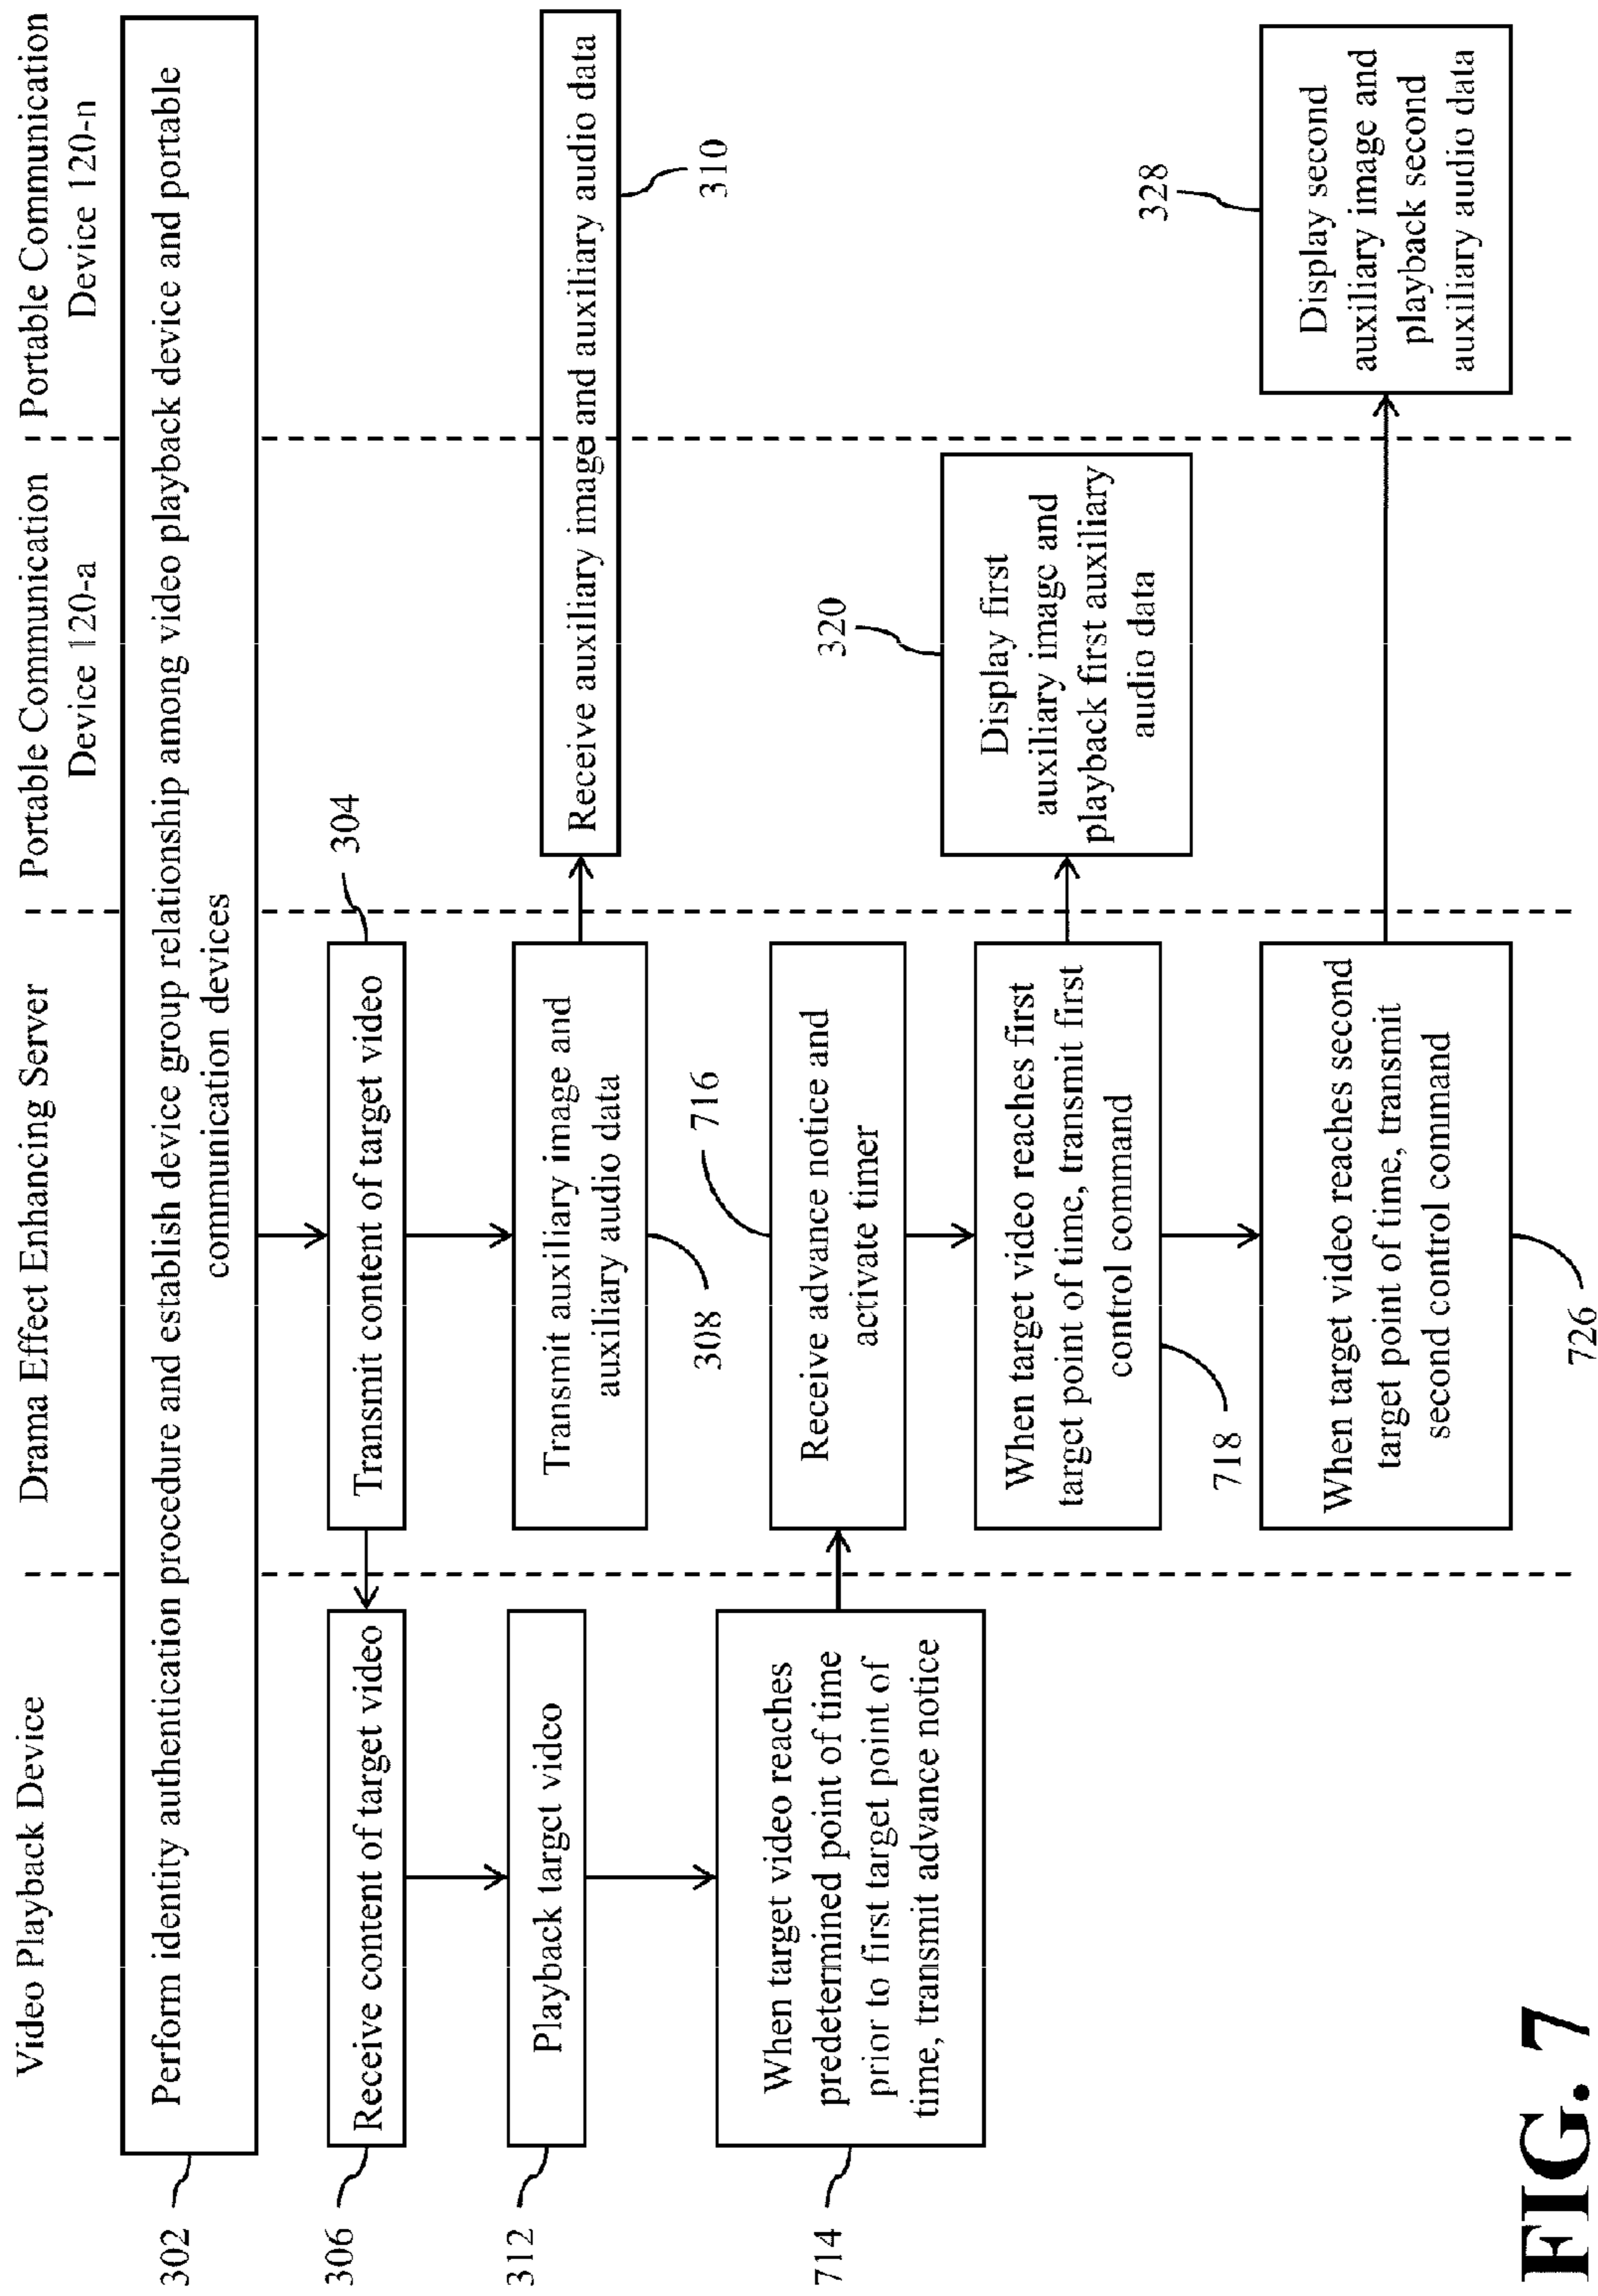 Video Playback Device
Drama Effect Enhancing Server
Portable Communication
Device 120-a
Portable Communication
Device 120-n
302
Perform identity authentication procedure and establish device group relationship among video playback device and portable
communication devices
304
Transmit content of target video
306
Receive content of target video
312
Playback target video
Transmit auxiliary image and
auxiliary audio data
308
Receive auxiliary image and auxiliary audio data
310
714
When target video reaches
predetermined point of time
prior to first target point of
time, transmit advance notice
716
Receive advance notice and
activate timer
When target video reaches first
target point of time, transmit first
control command
718
320
Display first
auxiliary image and
playback first auxiliary
audio data
When target video reaches second
target point of time, transmit
second control command
726
328
Display second
auxiliary image and
playback second
auxiliary audio data
FIG. 7